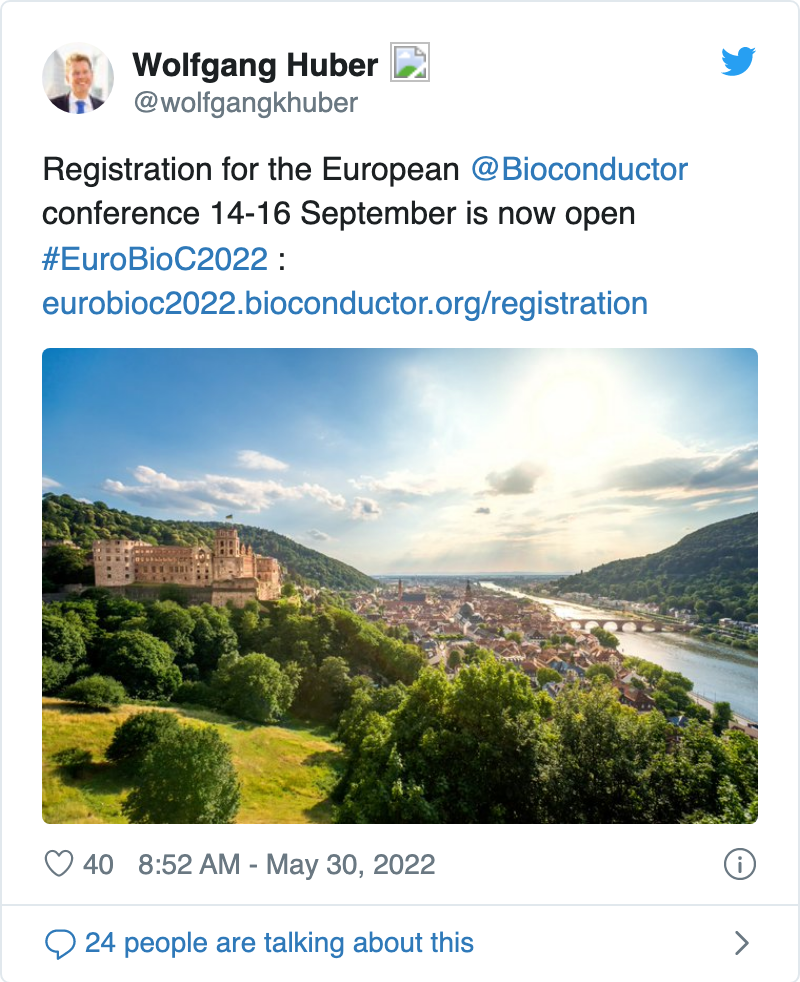 Wolfgang Huber
@wolfgangkhuber
Registration for the European @Bioconductor
conference 14-16 September is now open
#EuroBioC2022 :
eurobioc2022.bioconductor.org/registration
40 8:52 AM - May 30, 2022
24 people are talking about this